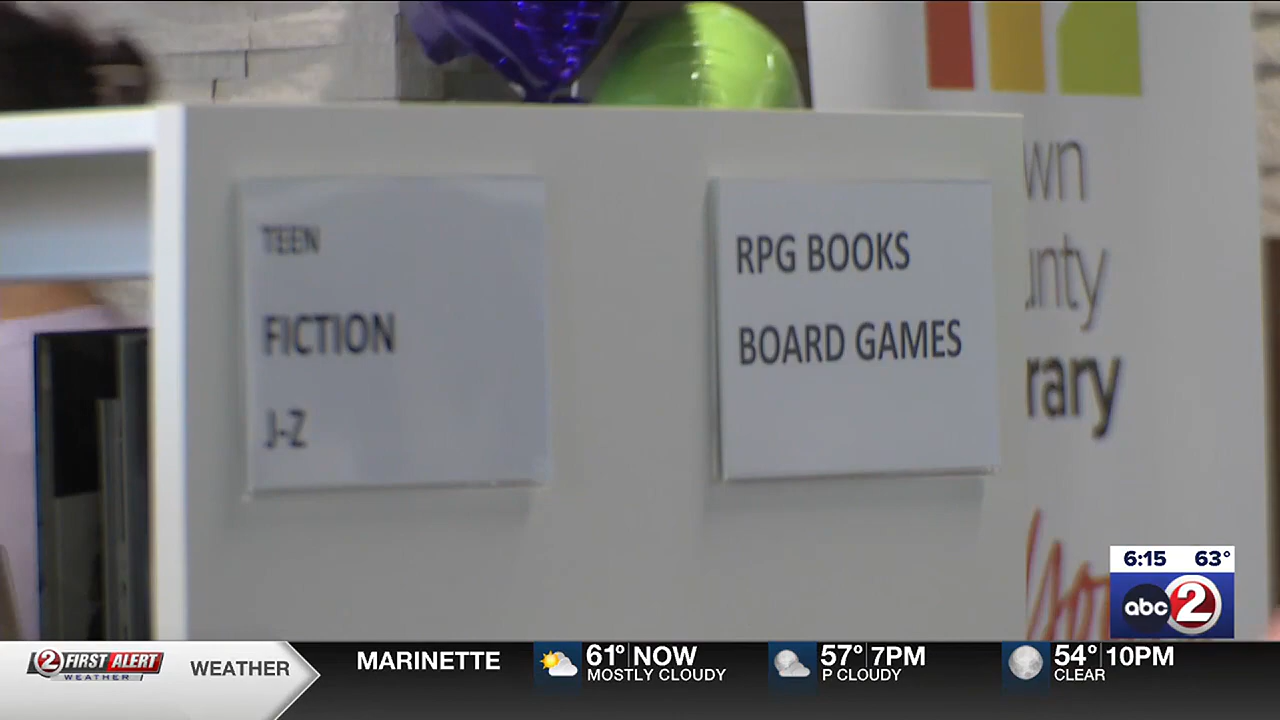 TEEN
FICTION
J-Z
RPG BOOKS
BOARD GAMES
wn
unty
rary
You
6:15 63°
abc 2
2 FIRST ALERT
WEATHER
WEATHER
MARINETTE
61° NOW
MOSTLY CLOUDY
57° 7PM
P CLOUDY
54° 10PM
CLEAR